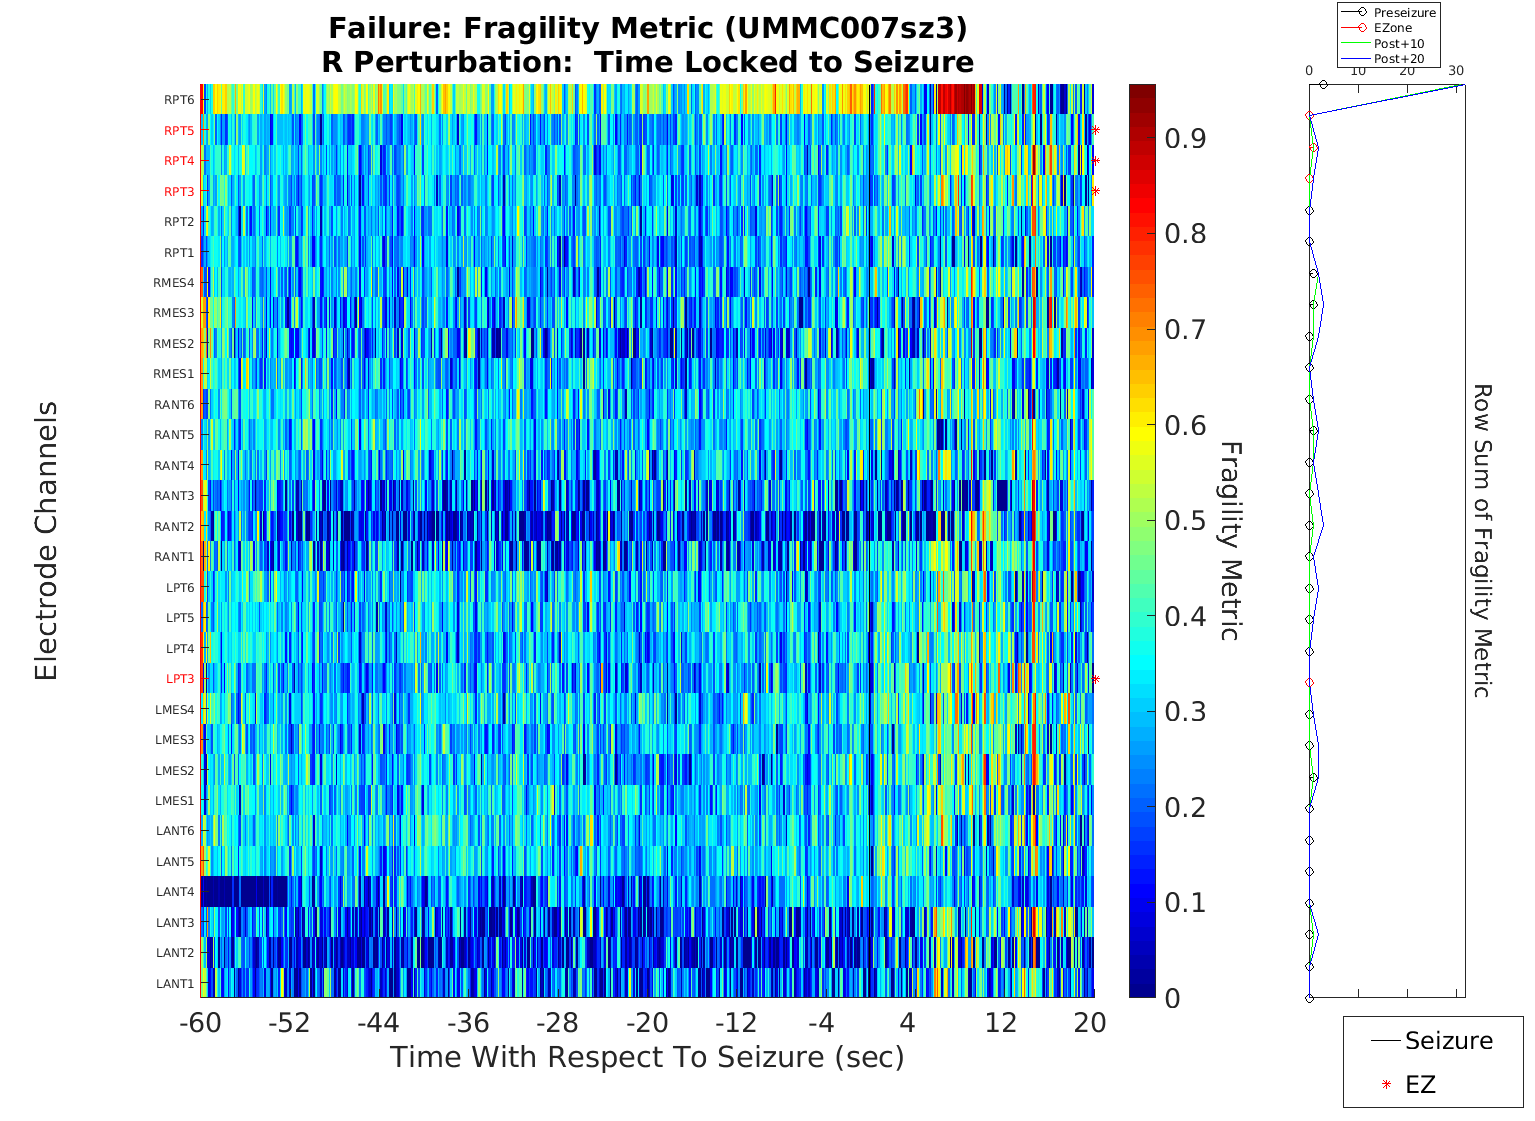 Failure: Fragility Metric (UMMC007sz3)
R Perturbation:  Time Locked to Seizure
Preseizure
EZone
Post+10
Post+20
0 10 20 30
Electrode Channels
RPT6
RPT5
RPT4
RPT3
RPT2
RPT1
RMES4
RMES3
RMES2
RMES1
RANT6
RANT5
RANT4
RANT3
RANT2
RANT1
LPT6
LPT5
LPT4
LPT3
LMES4
LMES3
LMES2
LMES1
LANT6
LANT5
LANT4
LANT3
LANT2
LANT1
-60 -52 -44 -36 -28 -20 -12 -4 4 12 20
Time With Respect To Seizure (sec)
0.9
0.8
0.7
0.6
0.5
0.4
0.3
0.2
0.1
0
Fragility Metric
Row Sum of Fragility Metric
Seizure
EZ